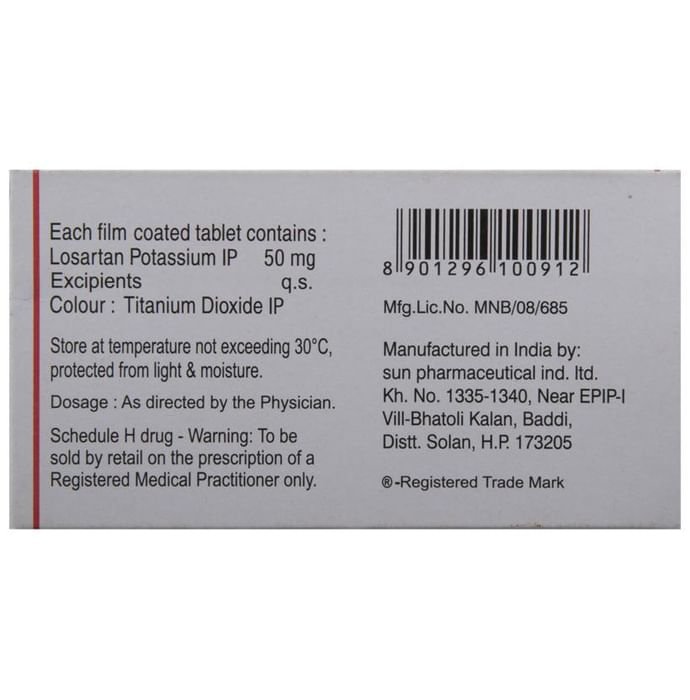 Each film coated tablet contains :
Losartan Potassium IP 50 mg
Excipients q.s.
Colour : Titanium Dioxide IP
Store at temperature not exceeding 30°C,
protected from light & moisture.
Dosage : As directed by the Physician.
Schedule H drug - Warning: To be
sold by retail on the prescription of a
Registered Medical Practitioner only.
8 901296 100912
Mfg.Lic.No. MNB/08/685
Manufactured in India by:
sun pharmaceutical ind. ltd.
Kh. No. 1335-1340, Near EPIP-I
Vill-Bhatoli Kalan, Baddi,
Distt. Solan, H.P. 173205
®-Registered Trade Mark